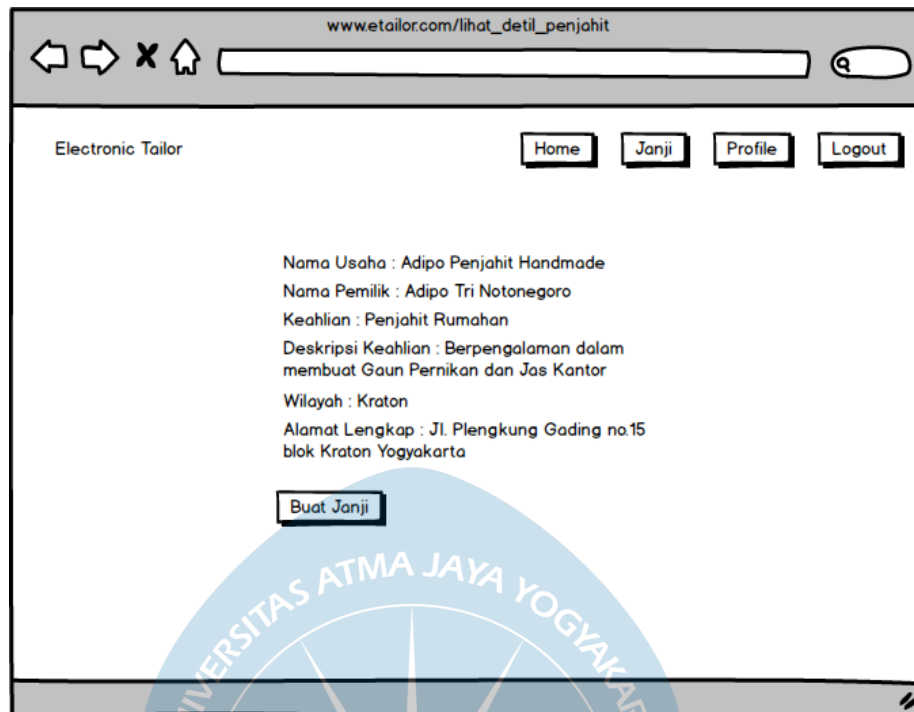 www.etailor.com/lihat_detil_penjahit
Electronic Tailor
Home
Janji
Profile
Logout
Nama Usaha : Adipo Penjahit Handmade
Nama Pemilik : Adipo Tri Notonegoro
Keahlian : Penjahit Rumahan
Deskripsi Keahlian : Berpengalaman dalam
membuat Gaun Pernikan dan Jas Kantor
Wilayah : Kraton
Alamat Lengkap : Jl. Plengkung Gading no.15
blok Kraton Yogyakarta
Buat Janji
ATMA JAYA